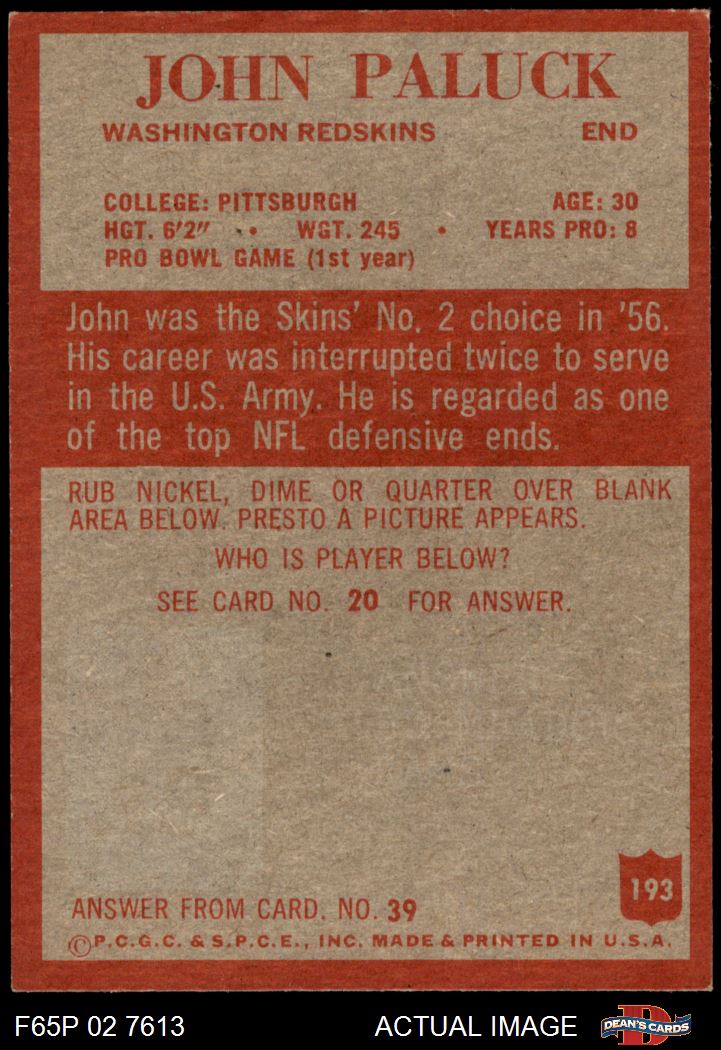 JOHN PALUCK
WASHINGTON REDSKINS END
COLLEGE: PITTSBURGH AGE: 30
HGT. 6'2" • WGT. 245 • YEARS PRO: 8
PRO BOWL GAME (1st year)
John was the Skins' No. 2 choice in '56.
His career was interrupted twice to serve
in the U.S. Army. He is regarded as one
of the top NFL defensive ends.
RUB NICKEL, DIME OR QUARTER OVER BLANK
AREA BELOW. PRESTO A PICTURE APPEARS.
WHO IS PLAYER BELOW?
SEE CARD NO. 20 FOR ANSWER.
193
ANSWER FROM CARD. NO. 39
©P.C.G.C. & S.P.C.E., INC. MADE & PRINTED IN U.S.A.
F65P 02 7613 ACTUAL IMAGE DEAN'S CARDS